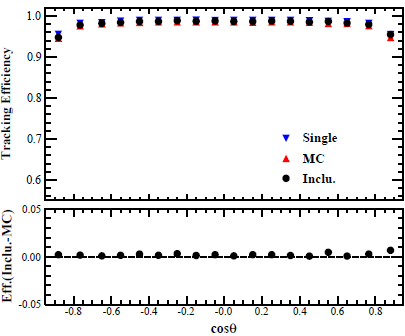 Tracking Efficiency
1.0
0.9
0.8
0.7
0.6
Single
MC
Inclu.
Eff.(Inclu.-MC)
0.05
0.00
-0.05
-0.8 -0.6 -0.4 -0.2 -0.0 0.2 0.4 0.6 0.8
cosθ